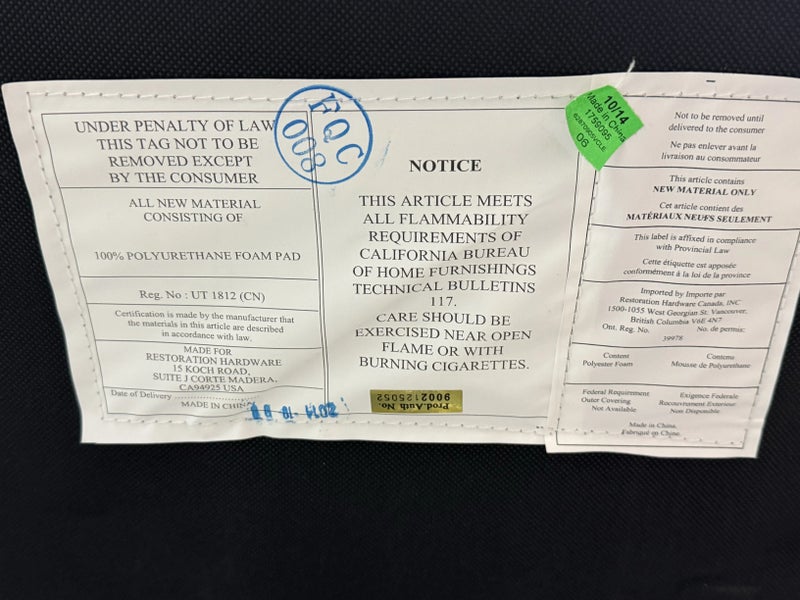 UNDER PENALTY OF LAW
THIS TAG NOT TO BE
REMOVED EXCEPT
BY THE CONSUMER
ALL NEW MATERIAL
CONSISTING OF
100% POLYURETHANE FOAM PAD
Reg. No : UT 1812 (CN)
Certification is made by the manufacturer that
the materials in this article are described
in accordance with law.
MADE FOR
RESTORATION HARDWARE
15 KOCH ROAD,
SUITE J CORTE MADERA,
CA94925 USA
Date of Delivery
MADE IN CHINA
FQC
008
NOTICE
THIS ARTICLE MEETS
ALL FLAMMABILITY
REQUIREMENTS OF
CALIFORNIA BUREAU
OF HOME FURNISHINGS
TECHNICAL BULLETINS
117.
CARE SHOULD BE
EXERCISED NEAR OPEN
FLAME OR WITH
BURNING CIGARETTES.
Prod.Auth No.
9002125052
10/14
Made in China
1759095
06
Not to be removed until
delivered to the consumer
Ne pas enlever avant la
livraison au consommateur
This article contains
NEW MATERIAL ONLY
Cet article contient des
MATÉRIAUX NEUFS SEULEMENT
This label is affixed in compliance
with Provincial Law
Cette étiquette est apposée
conformément à la loi de la province
Imported by Importe par
Restoration Hardware Canada, INC
1500-1055 West Georgian St. Vancouver,
British Columbia V6E 4N7
Ont. Reg. No. No. de permis:
39978
Content Contenu
Polyester Foam Mousse de Polyurethane
Federal Requirement Exigence Federale
Outer Covering Recouvrement Exterieur
Not Available Non Disponible
Made in China,
Fabriqué en Chine.